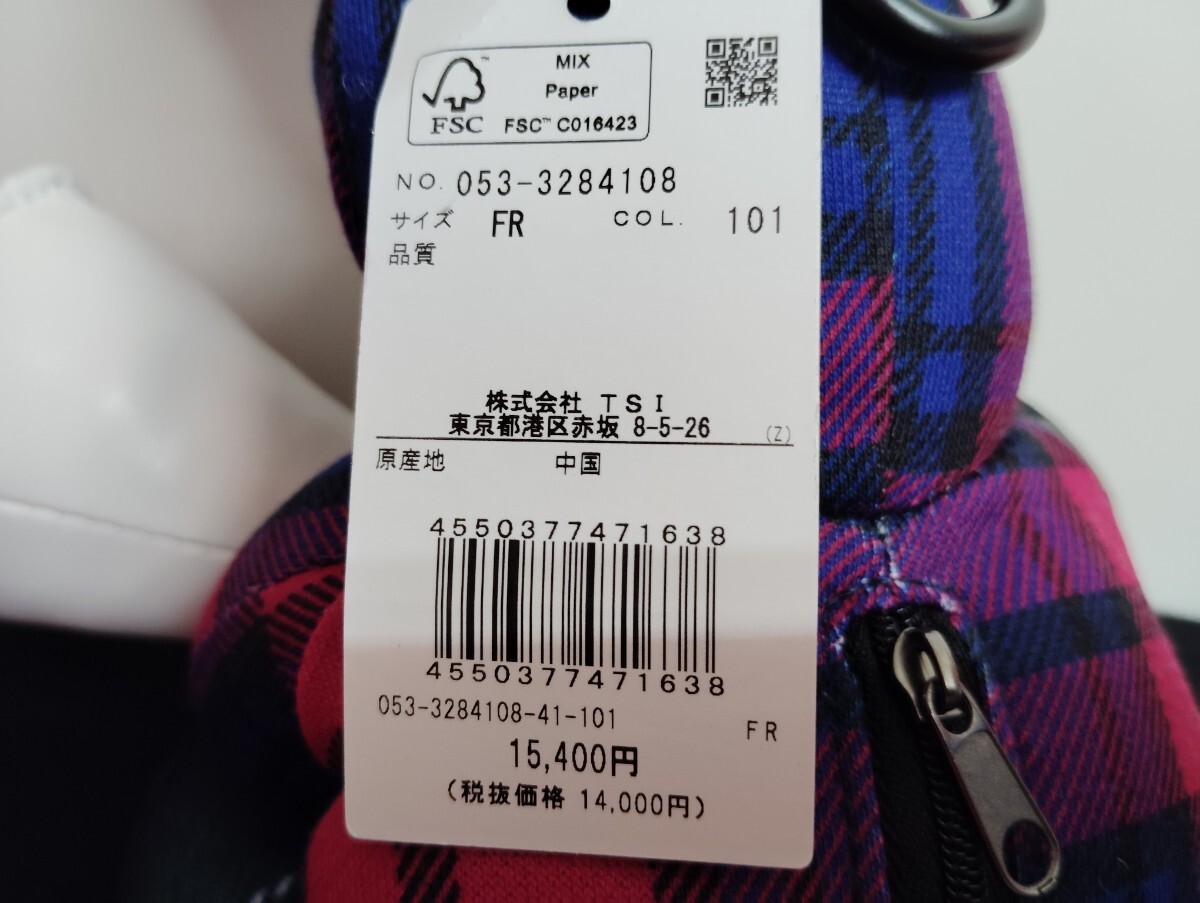 MIX
Paper
FSC™ FSC™ C016423
NO. 053-3284108
サイズ FR COL. 101
品質
株式会社 TSI
東京都港区赤坂 8-5-26 (Z)
原産地 中国
4550377471638
4550377471638
053-3284108-41-101
FR
15,400円
(税抜価格 14,000円)